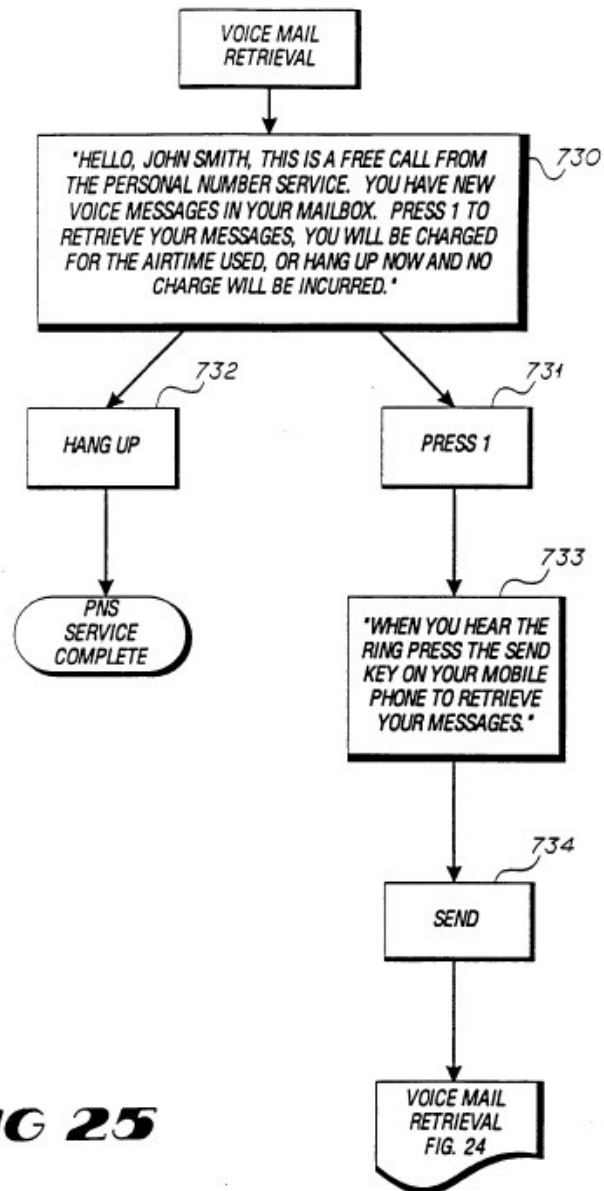 VOICE MAIL
RETRIEVAL
"HELLO, JOHN SMITH, THIS IS A FREE CALL FROM
THE PERSONAL NUMBER SERVICE. YOU HAVE NEW
VOICE MESSAGES IN YOUR MAILBOX. PRESS 1 TO
RETRIEVE YOUR MESSAGES, YOU WILL BE CHARGED
FOR THE AIRTIME USED, OR HANG UP NOW AND NO
CHARGE WILL BE INCURRED."
730
732
HANG UP
731
PRESS 1
PNS
SERVICE
COMPLETE
733
"WHEN YOU HEAR THE
RING PRESS THE SEND
KEY ON YOUR MOBILE
PHONE TO RETRIEVE
YOUR MESSAGES."
734
SEND
VOICE MAIL
RETRIEVAL
FIG. 24
IG 25